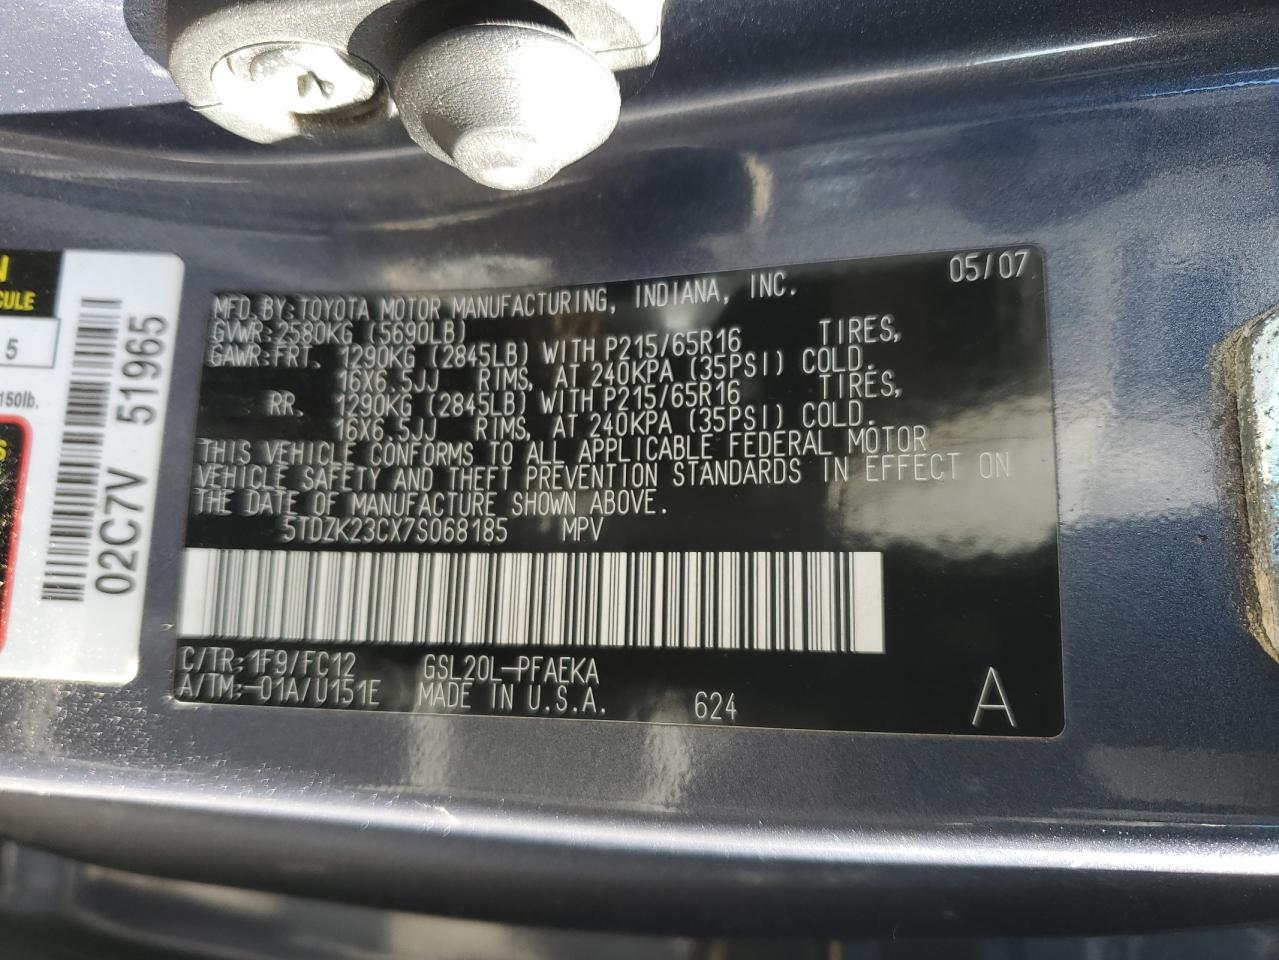 MFD.BY:TOYOTA MOTOR MANUFACTURING, INDIANA, INC. 05/07
GVWR:2580KG (5690LB)
GAWR:FRT. 1290KG (2845LB) WITH P215/65R16 TIRES,
16X6.5JJ RIMS, AT 240KPA (35PSI) COLD.
RR. 1290KG (2845LB) WITH P215/65R16 TIRES,
16X6.5JJ RIMS, AT 240KPA (35PSI) COLD.
THIS VEHICLE CONFORMS TO ALL APPLICABLE FEDERAL MOTOR
VEHICLE SAFETY AND THEFT PREVENTION STANDARDS IN EFFECT ON
THE DATE OF MANUFACTURE SHOWN ABOVE.
5TDZK23CX7S068185 MPV
C/TR:1F9/FC12 GSL20L-PFAEKA
A/TM:-01A/U151E MADE IN U.S.A. 624 A
5
150lb.
02C7V 51965